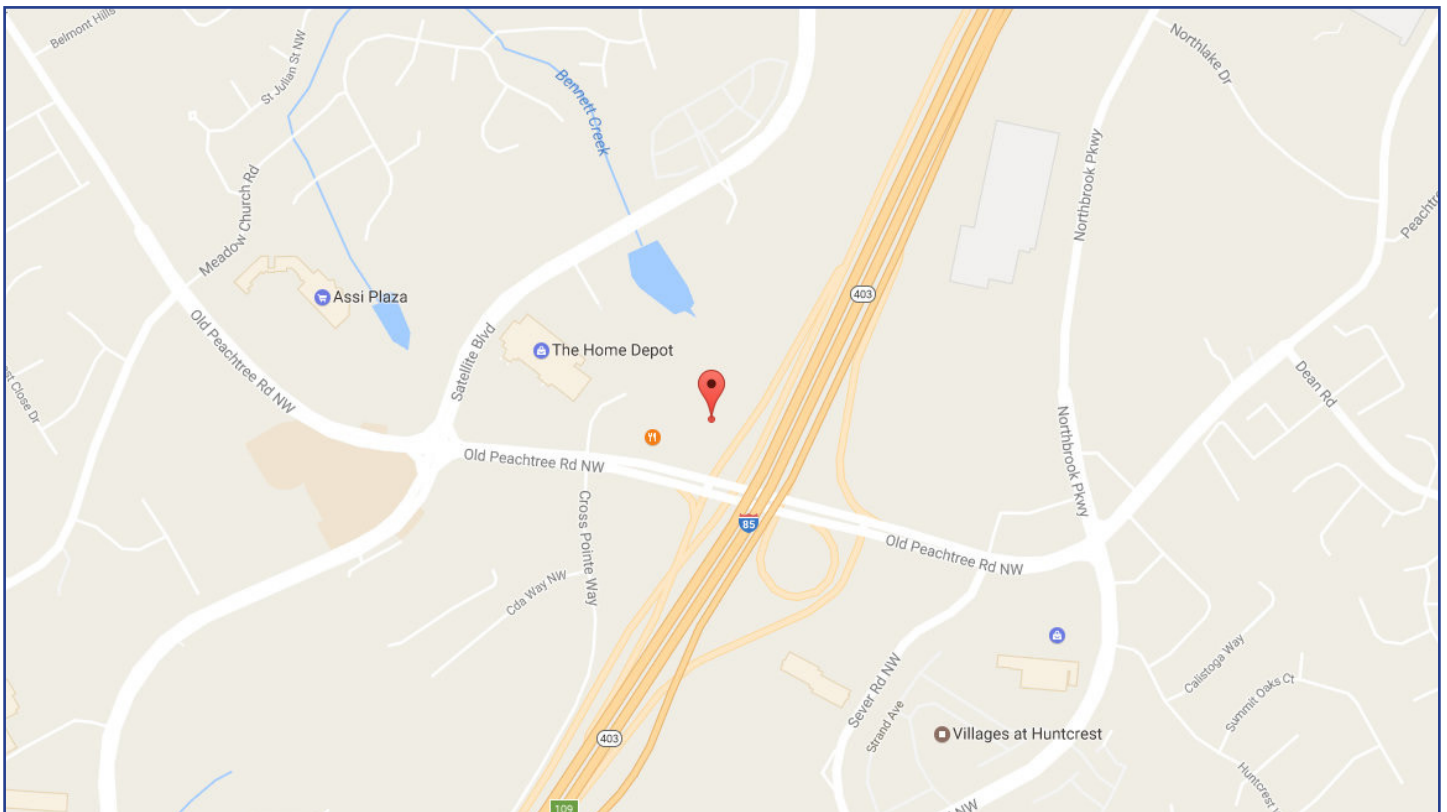 Belmont Hills
St Julian St NW
Bennett Creek
Northlake Dr
Meadow Church Rd
Northbrook Pkwy
Assi Plaza
403
Old Peachtree Rd NW
Satellite Blvd
The Home Depot
Dean Rd
Northbrook Pkwy
Old Peachtree Rd NW
Cross Pointe Way
85
Old Peachtree Rd NW
Cda Way NW
Sever Rd NW
Strand Ave
Calistoga Way
Summit Oaks Ct
403
Villages at Huntcrest
109
NW